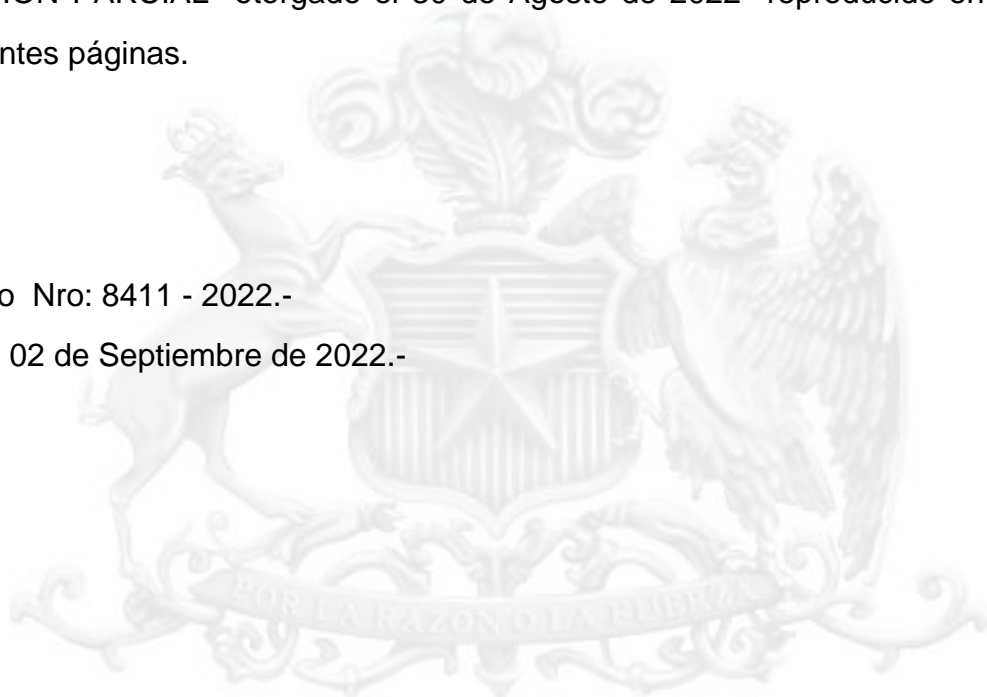 PARCIAL" otorgado el 30 de Agosto de 2022 reproducido en
ntes páginas.
o Nro: 8411 - 2022.-
02 de Septiembre de 2022.-
POR LA RAZON O LA FUERZA